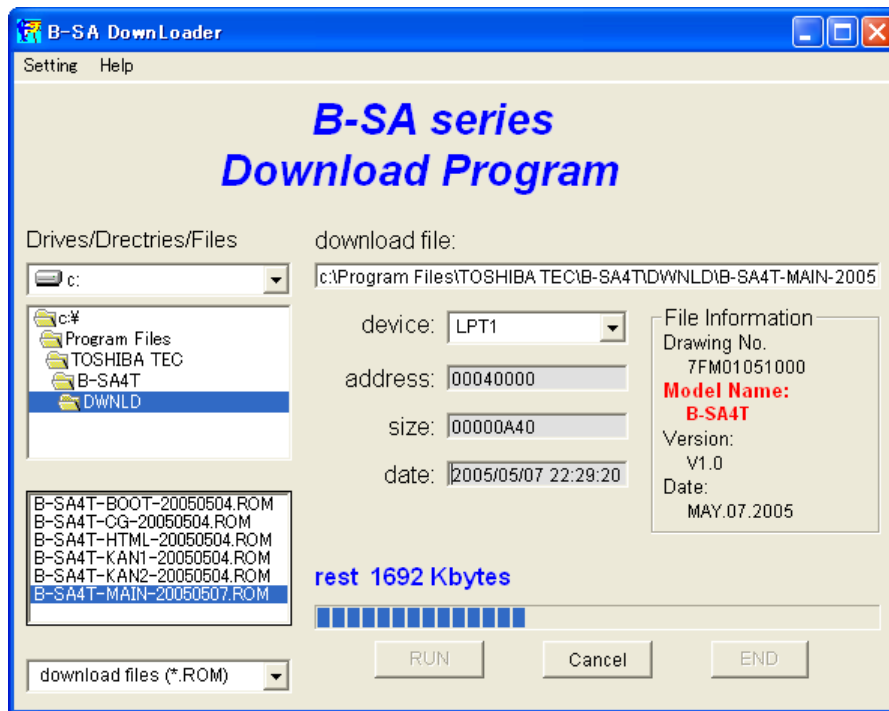 B-SA DownLoader
Setting Help
B-SA series
Download Program
Drives/Drectries/Files
c:
c:¥
Program Files
TOSHIBA TEC
B-SA4T
DWNLD
B-SA4T-BOOT-20050504.ROM
B-SA4T-CG-20050504.ROM
B-SA4T-HTML-20050504.ROM
B-SA4T-KAN1-20050504.ROM
B-SA4T-KAN2-20050504.ROM
B-SA4T-MAIN-20050507.ROM
download files (*.ROM)
download file:
c:\Program Files\TOSHIBA TEC\B-SA4T\DWNLD\B-SA4T-MAIN-2005
device: LPT1
address: 00040000
size: 00000A40
date: 2005/05/07 22:29:20
File Information
Drawing No.
7FM01051000
Model Name:
B-SA4T
Version:
V1.0
Date:
MAY.07.2005
rest 1692 Kbytes
RUN Cancel END